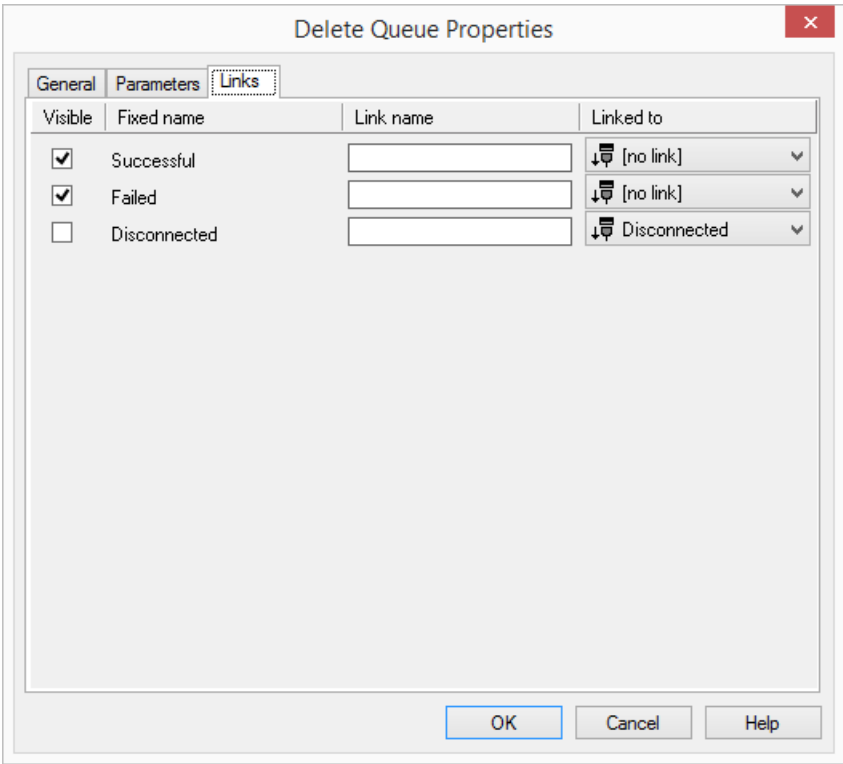 Delete Queue Properties
General Parameters Links
Visible Fixed name Link name Linked to
Successful [no link]
Failed [no link]
Disconnected Disconnected
OK Cancel Help